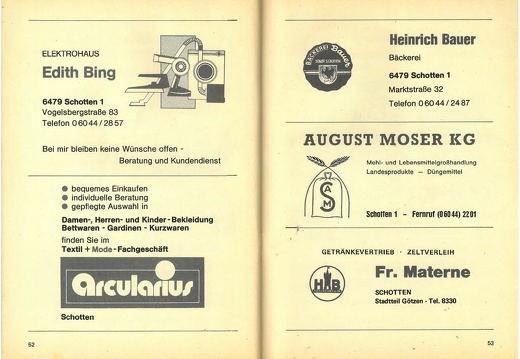 ELEKTROHAUS
Edith Bing
6479 Schotten 1
Vogelsbergstraße 83
Telefon 0 60 44 / 28 57
Bei mir bleiben keine Wünsche offen -
Beratung und Kundendienst
bequemes Einkaufen
individuelle Beratung
gepflegte Auswahl in
Damen-, Herren- und Kinder-Bekleidung
Bettwaren - Gardinen - Kurzwaren
finden Sie im
Textil + Mode-Fachgeschäft
Arcularius
Schotten
52
BÄCKEREI Bauer
Heinrich Bauer
Bäckerei
6479 Schotten 1
Marktstraße 32
Telefon 0 60 44 / 24 87
AUGUST MOSER KG
Mehl- und Lebensmittelgroßhandlung
Landesprodukte — Düngemittel
A S M
Schotten 1 - Fernruf (0 60 44) 22 01
GETRÄNKEVERTRIEB · ZELTVERLEIH
HB
Fr. Materne
SCHOTTEN
Stadtteil Götzen - Tel. 8330
53